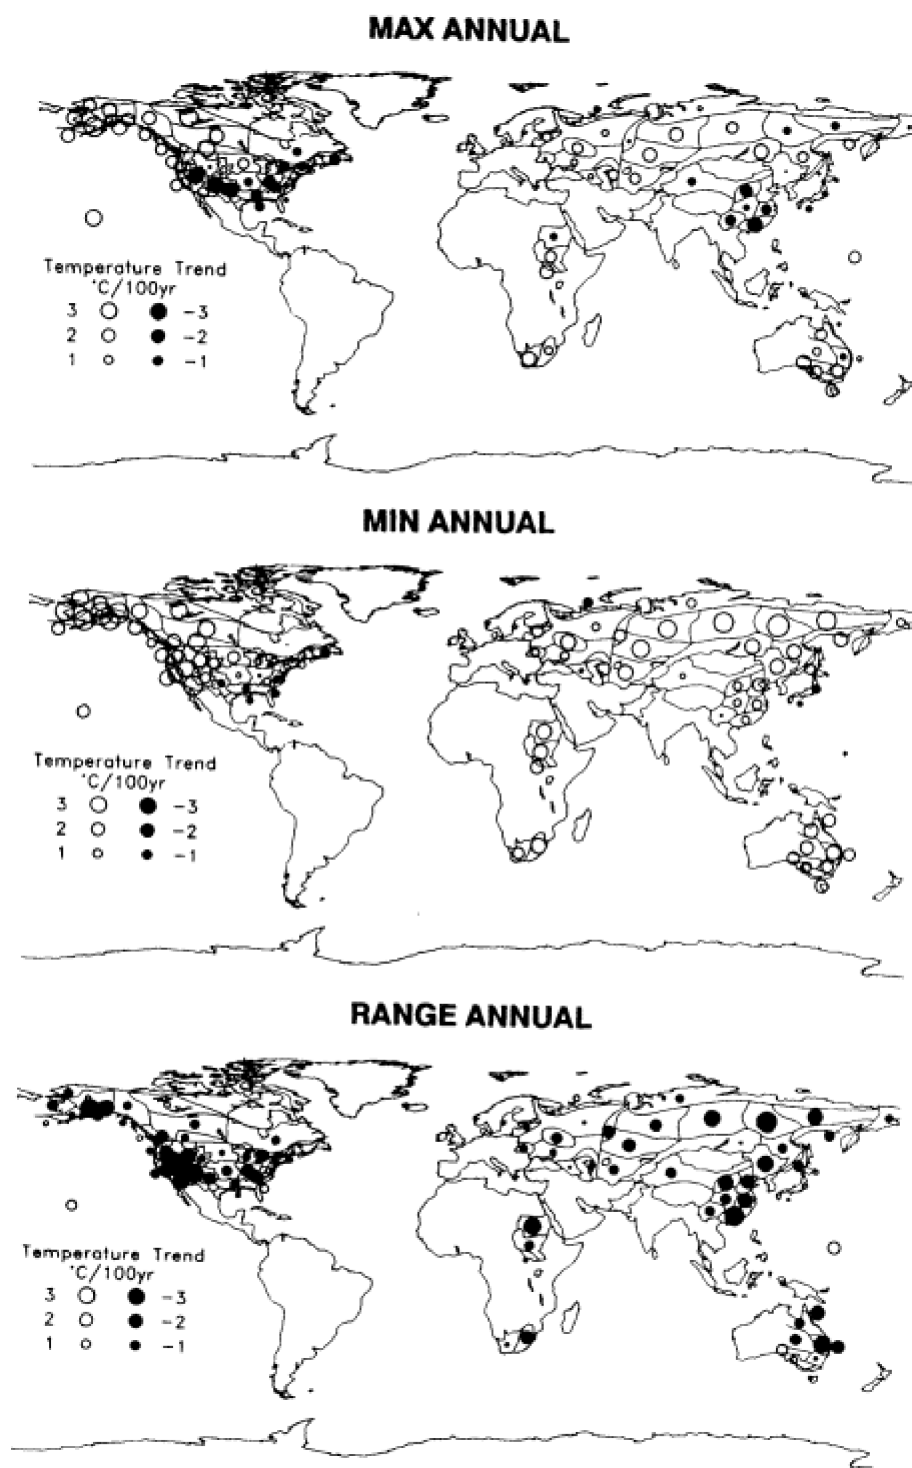 MAX ANNUAL
Temperature Trend
°C/100yr
3 -3
2 -2
1 -1
MIN ANNUAL
Temperature Trend
°C/100yr
3 -3
2 -2
1 -1
RANGE ANNUAL
Temperature Trend
°C/100yr
3 -3
2 -2
1 -1